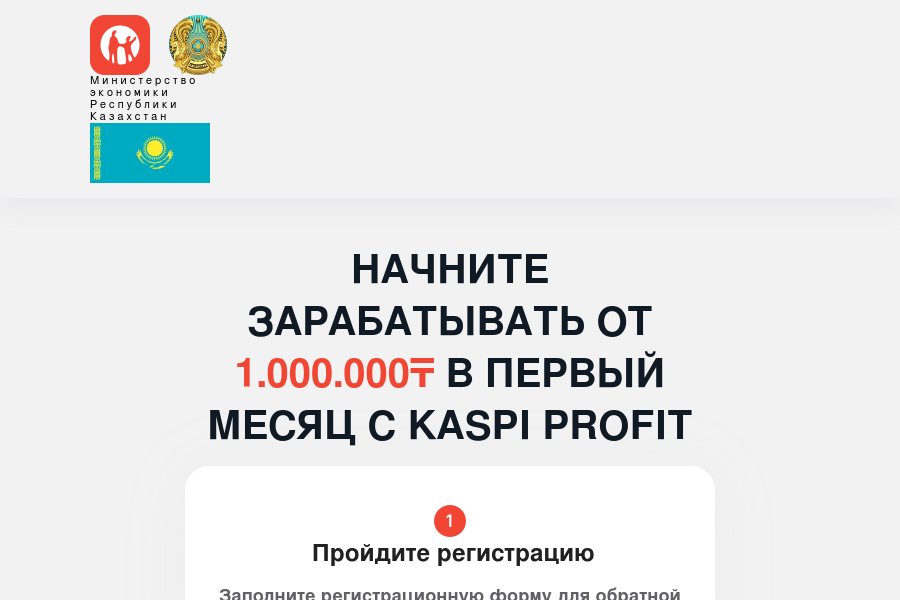 Министерство
экономики
Республики
Казахстан
НАЧНИТЕ
ЗАРАБАТЫВАТЬ ОТ
1.000.000₸ В ПЕРВЫЙ
МЕСЯЦ С KASPI PROFIT
1
Пройдите регистрацию
Заполните регистрационную форму для обратной